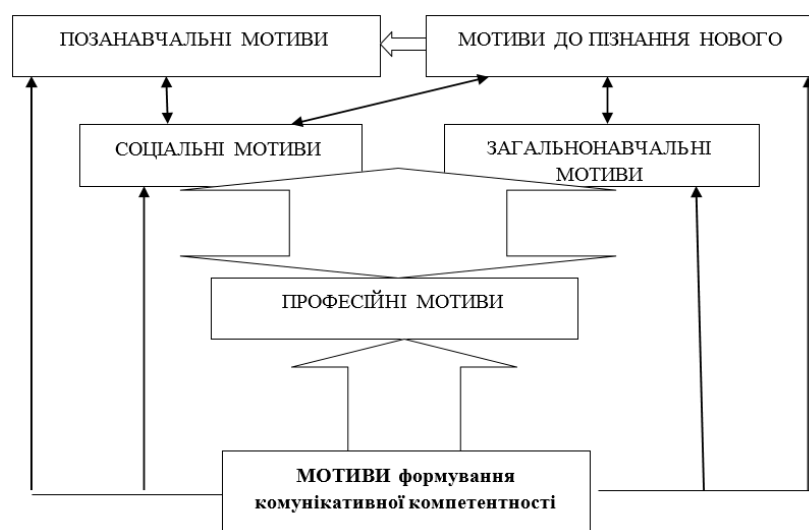 ПОЗАНАВЧАЛЬНІ МОТИВИ
МОТИВИ ДО ПІЗНАННЯ НОВОГО
СОЦІАЛЬНІ МОТИВИ
ЗАГАЛЬНОНАВЧАЛЬНІ
МОТИВИ
ПРОФЕСІЙНІ МОТИВИ
МОТИВИ формування
комунікативної компетентності